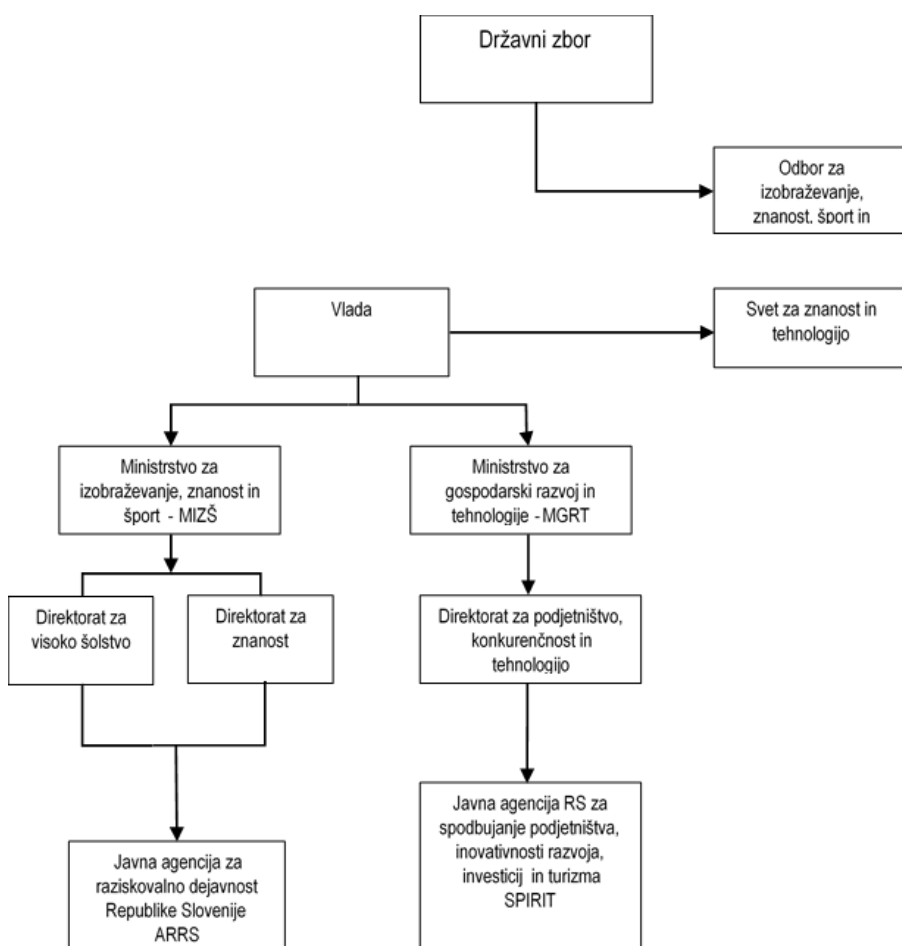 Državni zbor
Odbor za
izobraževanje,
znanost, šport in
Vlada
Svet za znanost in
tehnologijo
Ministrstvo za
izobraževanje, znanost in
šport - MIZŠ
Ministrstvo za
gospodarski razvoj in
tehnologije - MGRT
Direktorat za
visoko šolstvo
Direktorat za
znanost
Direktorat za podjetništvo,
konkurenčnost in
tehnologijo
Javna agencija za
raziskovalno dejavnost
Republike Slovenije
ARRS
Javna agencija RS za
spodbujanje podjetništva,
inovativnosti razvoja,
investicij in turizma
SPIRIT